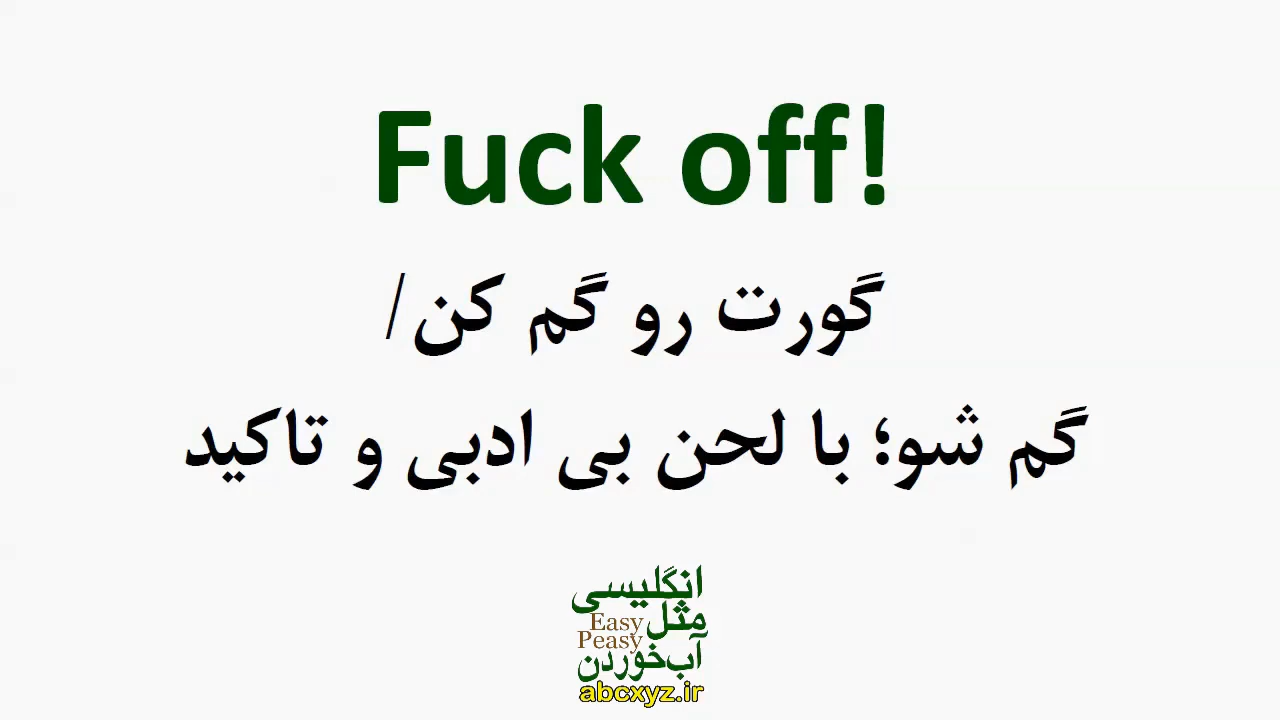 Fuck off!
گورت رو گم کن/
گم شو؛ با لحن بی ادبی و تاکید
انگلیسی
مثل
Easy
Peasy
آب‌خوردن
abcxyz.ir